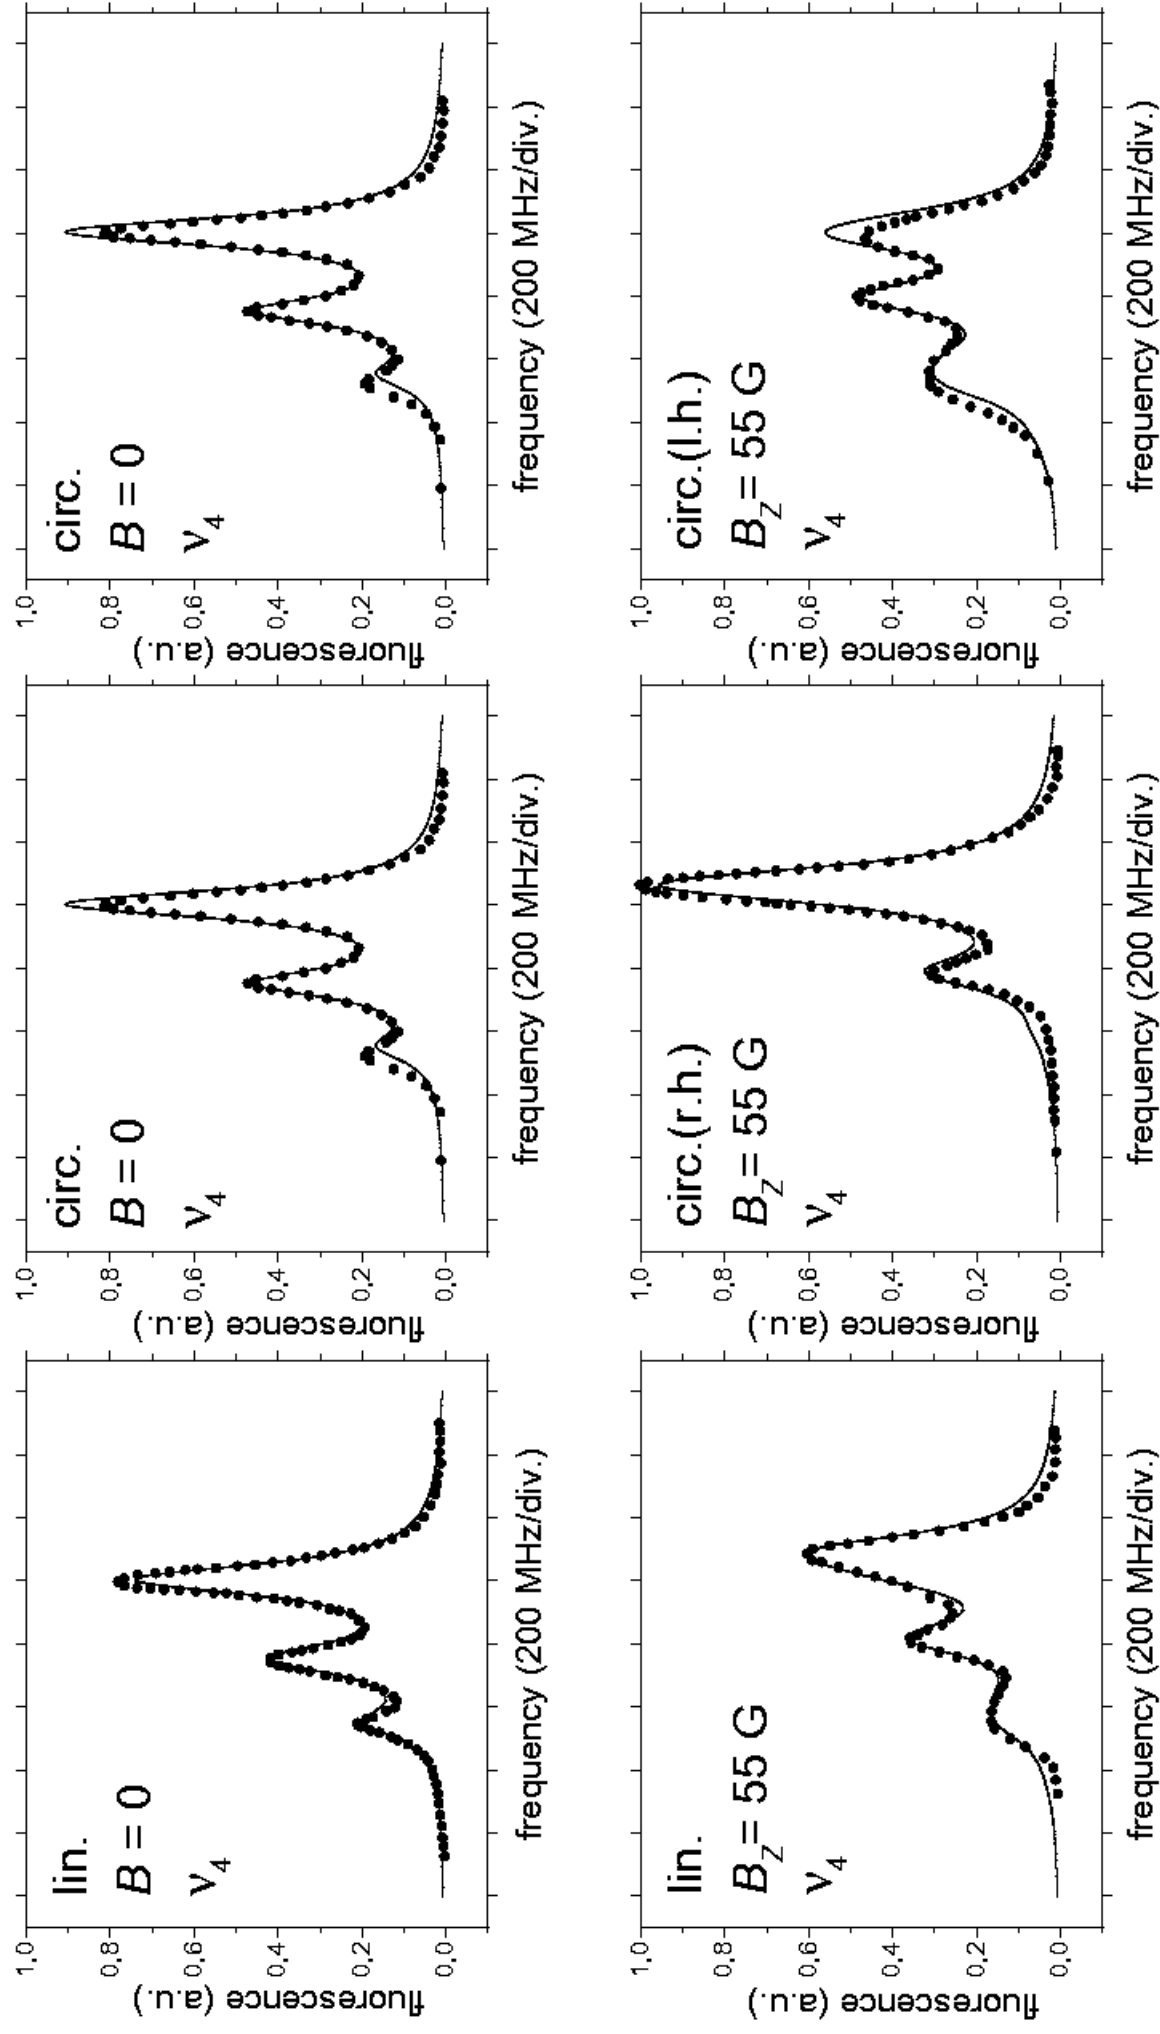 lin.
B = 0
ν4
1,0
0,8
0,6
0,4
0,2
0,0
fluorescence (a.u.)
frequency (200 MHz/div.)
circ.
B = 0
ν4
1,0
0,8
0,6
0,4
0,2
0,0
fluorescence (a.u.)
frequency (200 MHz/div.)
circ.
B = 0
ν4
1,0
0,8
0,6
0,4
0,2
0,0
fluorescence (a.u.)
frequency (200 MHz/div.)
lin.
BZ= 55 G
ν4
1,0
0,8
0,6
0,4
0,2
0,0
fluorescence (a.u.)
frequency (200 MHz/div.)
circ.(r.h.)
BZ= 55 G
ν4
1,0
0,8
0,6
0,4
0,2
0,0
fluorescence (a.u.)
frequency (200 MHz/div.)
circ.(l.h.)
BZ= 55 G
ν4
1,0
0,8
0,6
0,4
0,2
0,0
fluorescence (a.u.)
frequency (200 MHz/div.)